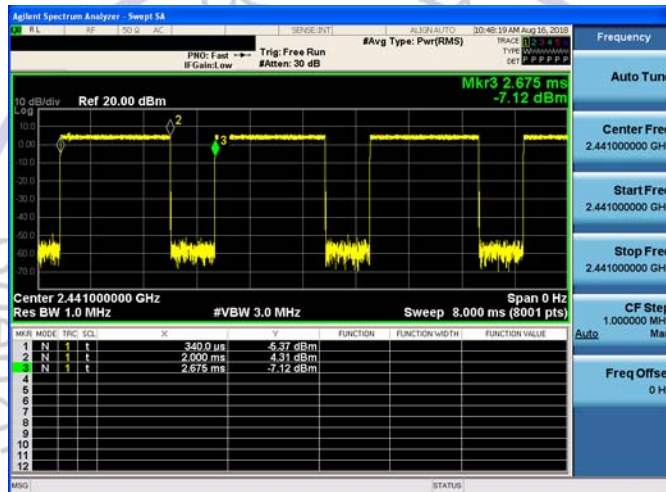 Agilent Spectrum Analyzer - Swept SA
RL RF 50 Ω AC SENSE:INT ALIGN AUTO 10:48:19 AM Aug 16, 2018
PNO: Fast Trig: Free Run #Avg Type: Pwr(RMS) TRACE 1 2 3 4 5 6
IFGain:Low #Atten: 30 dB TYPE W
DET P P P P P P
Mkr3 2.675 ms
-7.12 dBm
10 dB/div Ref 20.00 dBm
Log
10.0
0.00
-10.0
-20.0
-30.0
-40.0
-50.0
-60.0
-70.0
2
3
Center 2.441000000 GHz Span 0 Hz
Res BW 1.0 MHz #VBW 3.0 MHz Sweep 8.000 ms (8001 pts)
MKR MODE TRC SCL X Y FUNCTION FUNCTION WIDTH FUNCTION VALUE
1 N 1 t 340.0 µs -5.37 dBm
2 N 1 t 2.000 ms 4.31 dBm
3 N 1 t 2.675 ms -7.12 dBm
4
5
6
7
8
9
10
11
12
MSG STATUS
Frequency
Auto Tun
Center Fre
2.441000000 GH
Start Fre
2.441000000 GH
Stop Fre
2.441000000 GH
CF Step
1.000000 MH
Auto Ma
Freq Offse
0 H